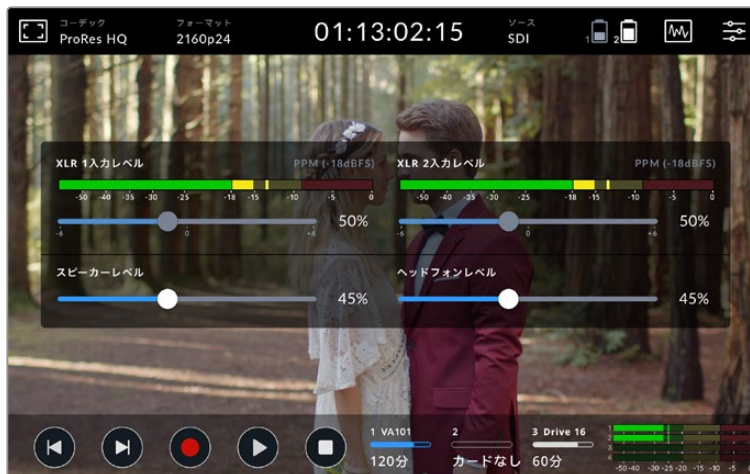 コーデック フォーマット 01:13:02:15 ソース
ProRes HQ 2160p24 SDI 1 2
XLR 1入力レベル PPM (-18dBFS) XLR 2入力レベル PPM (-18dBFS)
-50 -40 -35 -30 -25 -18 -15 -10 -5 0 -50 -40 -35 -30 -25 -18 -15 -10 -5 0
50% 50%
-6 0 +6 -6 0 +6
スピーカーレベル ヘッドフォンレベル
45% 45%
1 VA101 2 3 Drive 16 1
2
3
4
120分 カードなし 60分
-50 -40 -30 -25 -20 -15 -10 -5